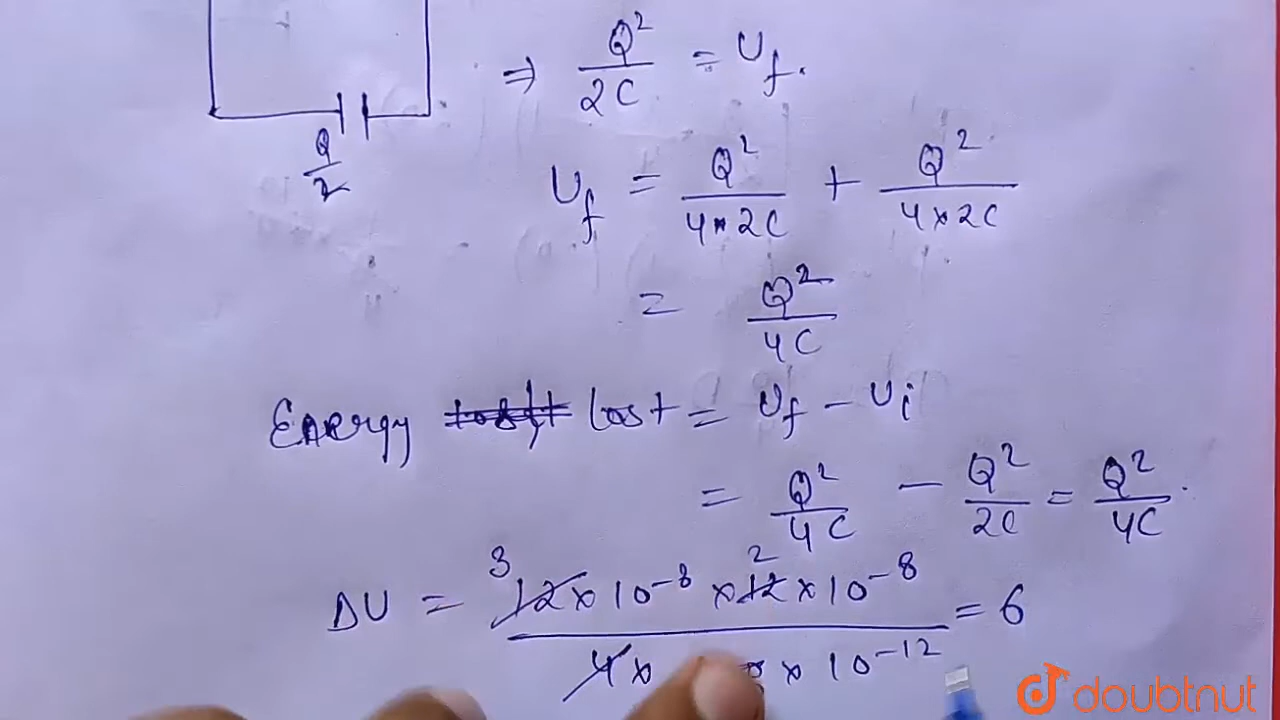 ⇒ Q²/2C = U_f.
Q/2
U_f = Q²/4×2C + Q²/4×2C
= Q²/4C
Energy lost = U_f − U_i
= Q²/4C − Q²/2C = Q²/4C.
ΔU = 3 12×10⁻⁸ × 2 12×10⁻⁸ / 4× × 10⁻¹² = 6
doubtnut